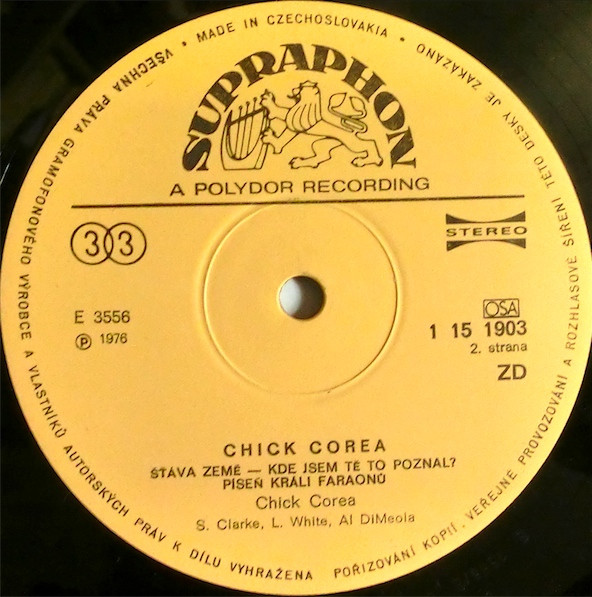 • MADE IN CZECHOSLOVAKIA •
VŠECHNA PRÁVA GRAMOFONOVÉHO VÝROBCE A VLASTNÍKŮ AUTORSKÝCH PRÁV K DÍLU VYHRAŽENA
POŘIZOVÁNÍ KOPIÍ, VEŘEJNÉ PROVOZOVÁNÍ A ROZHLASOVÉ ŠÍŘENÍ TÉTO DESKY JE ZAKÁZÁNO
SUPRAPHON
A POLYDOR RECORDING
33
STEREO
E 3556
Ⓟ 1976
OSA
1 15 1903
2. strana
ZD
CHICK COREA
ŠŤÁVA ZEMĚ — KDE JSEM TĚ TO POZNAL?
PÍSEŇ KRÁLI FARAONŮ
Chick Corea
S. Clarke, L. White, Al DiMeola